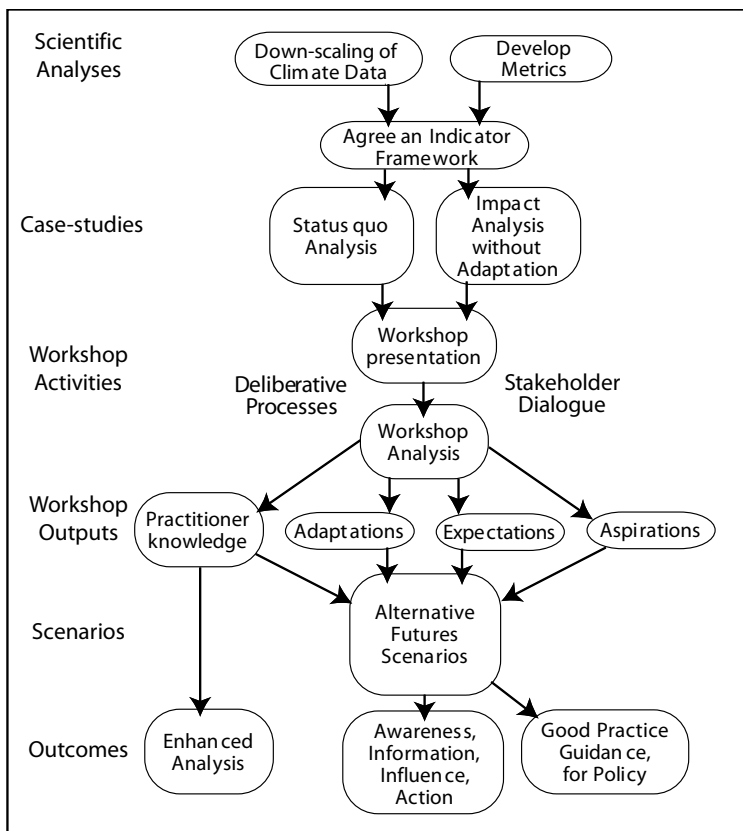 Scientific
Analyses
Down-scaling of
Climate Data
Develop
Metrics
Agree an Indicator
Framework
Case-studies
Status quo
Analysis
Impact
Analysis
without
Adaptation
Workshop
Activities
Workshop
presentation
Deliberative
Processes
Stakeholder
Dialogue
Workshop
Analysis
Workshop
Outputs
Practitioner
knowledge
Adaptations
Expectations
Aspirations
Scenarios
Alternative
Futures
Scenarios
Outcomes
Enhanced
Analysis
Awareness,
Information,
Influence,
Action
Good Practice
Guidance,
for Policy